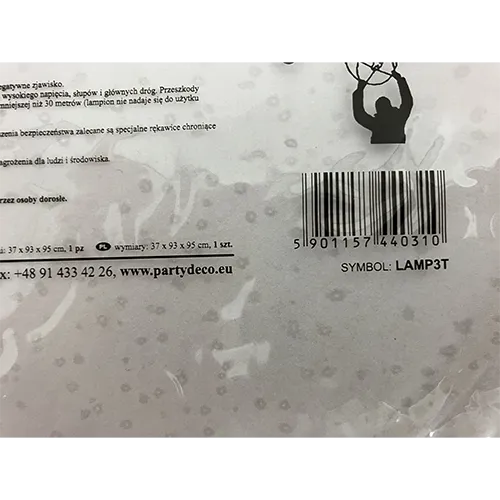 egatywne zjawisko.
wysokiego napięcia, słupów i głównych dróg. Przeszkody
mniejszej niż 30 metrów (lampion nie nadaje się do użytku
szenia bezpieczeństwa zalecane są specjalne rękawice chroniące
agrożenia dla ludzi i środowiska.
rzez osoby dorosłe.
i: 37 x 93 x 95 cm, 1 pz PL wymiary: 37 x 93 x 95 cm, 1 szt.
x: +48 91 433 42 26, www.partydeco.eu
5 901157 440310
SYMBOL: LAMP3T